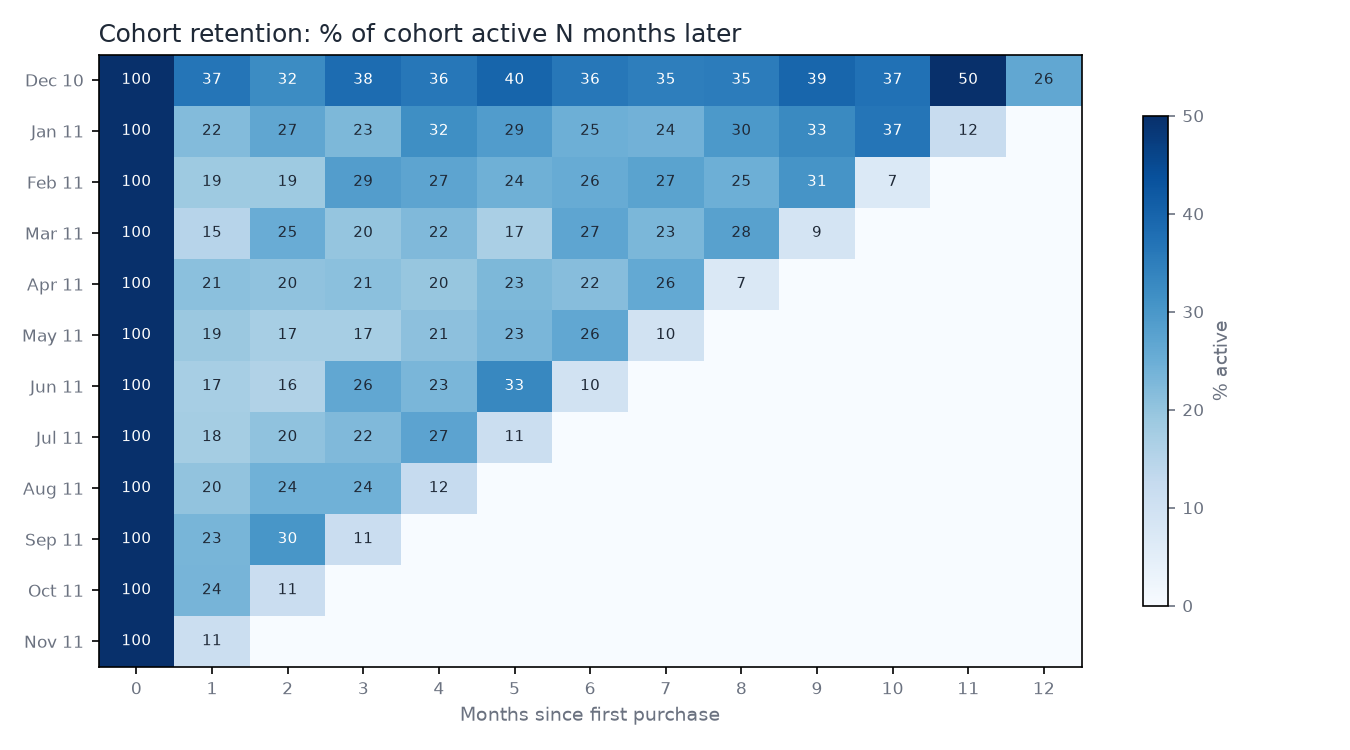 Cohort retention: % of cohort active N months later
Dec 10 100 37 32 38 36 40 36 35 35 39 37 50 26
Jan 11 100 22 27 23 32 29 25 24 30 33 37 12
Feb 11 100 19 19 29 27 24 26 27 25 31 7
Mar 11 100 15 25 20 22 17 27 23 28 9
Apr 11 100 21 20 21 20 23 22 26 7
May 11 100 19 17 17 21 23 26 10
Jun 11 100 17 16 26 23 33 10
Jul 11 100 18 20 22 27 11
Aug 11 100 20 24 24 12
Sep 11 100 23 30 11
Oct 11 100 24 11
Nov 11 100 11
0 1 2 3 4 5 6 7 8 9 10 11 12
Months since first purchase
50
40
30
20
10
0
% active